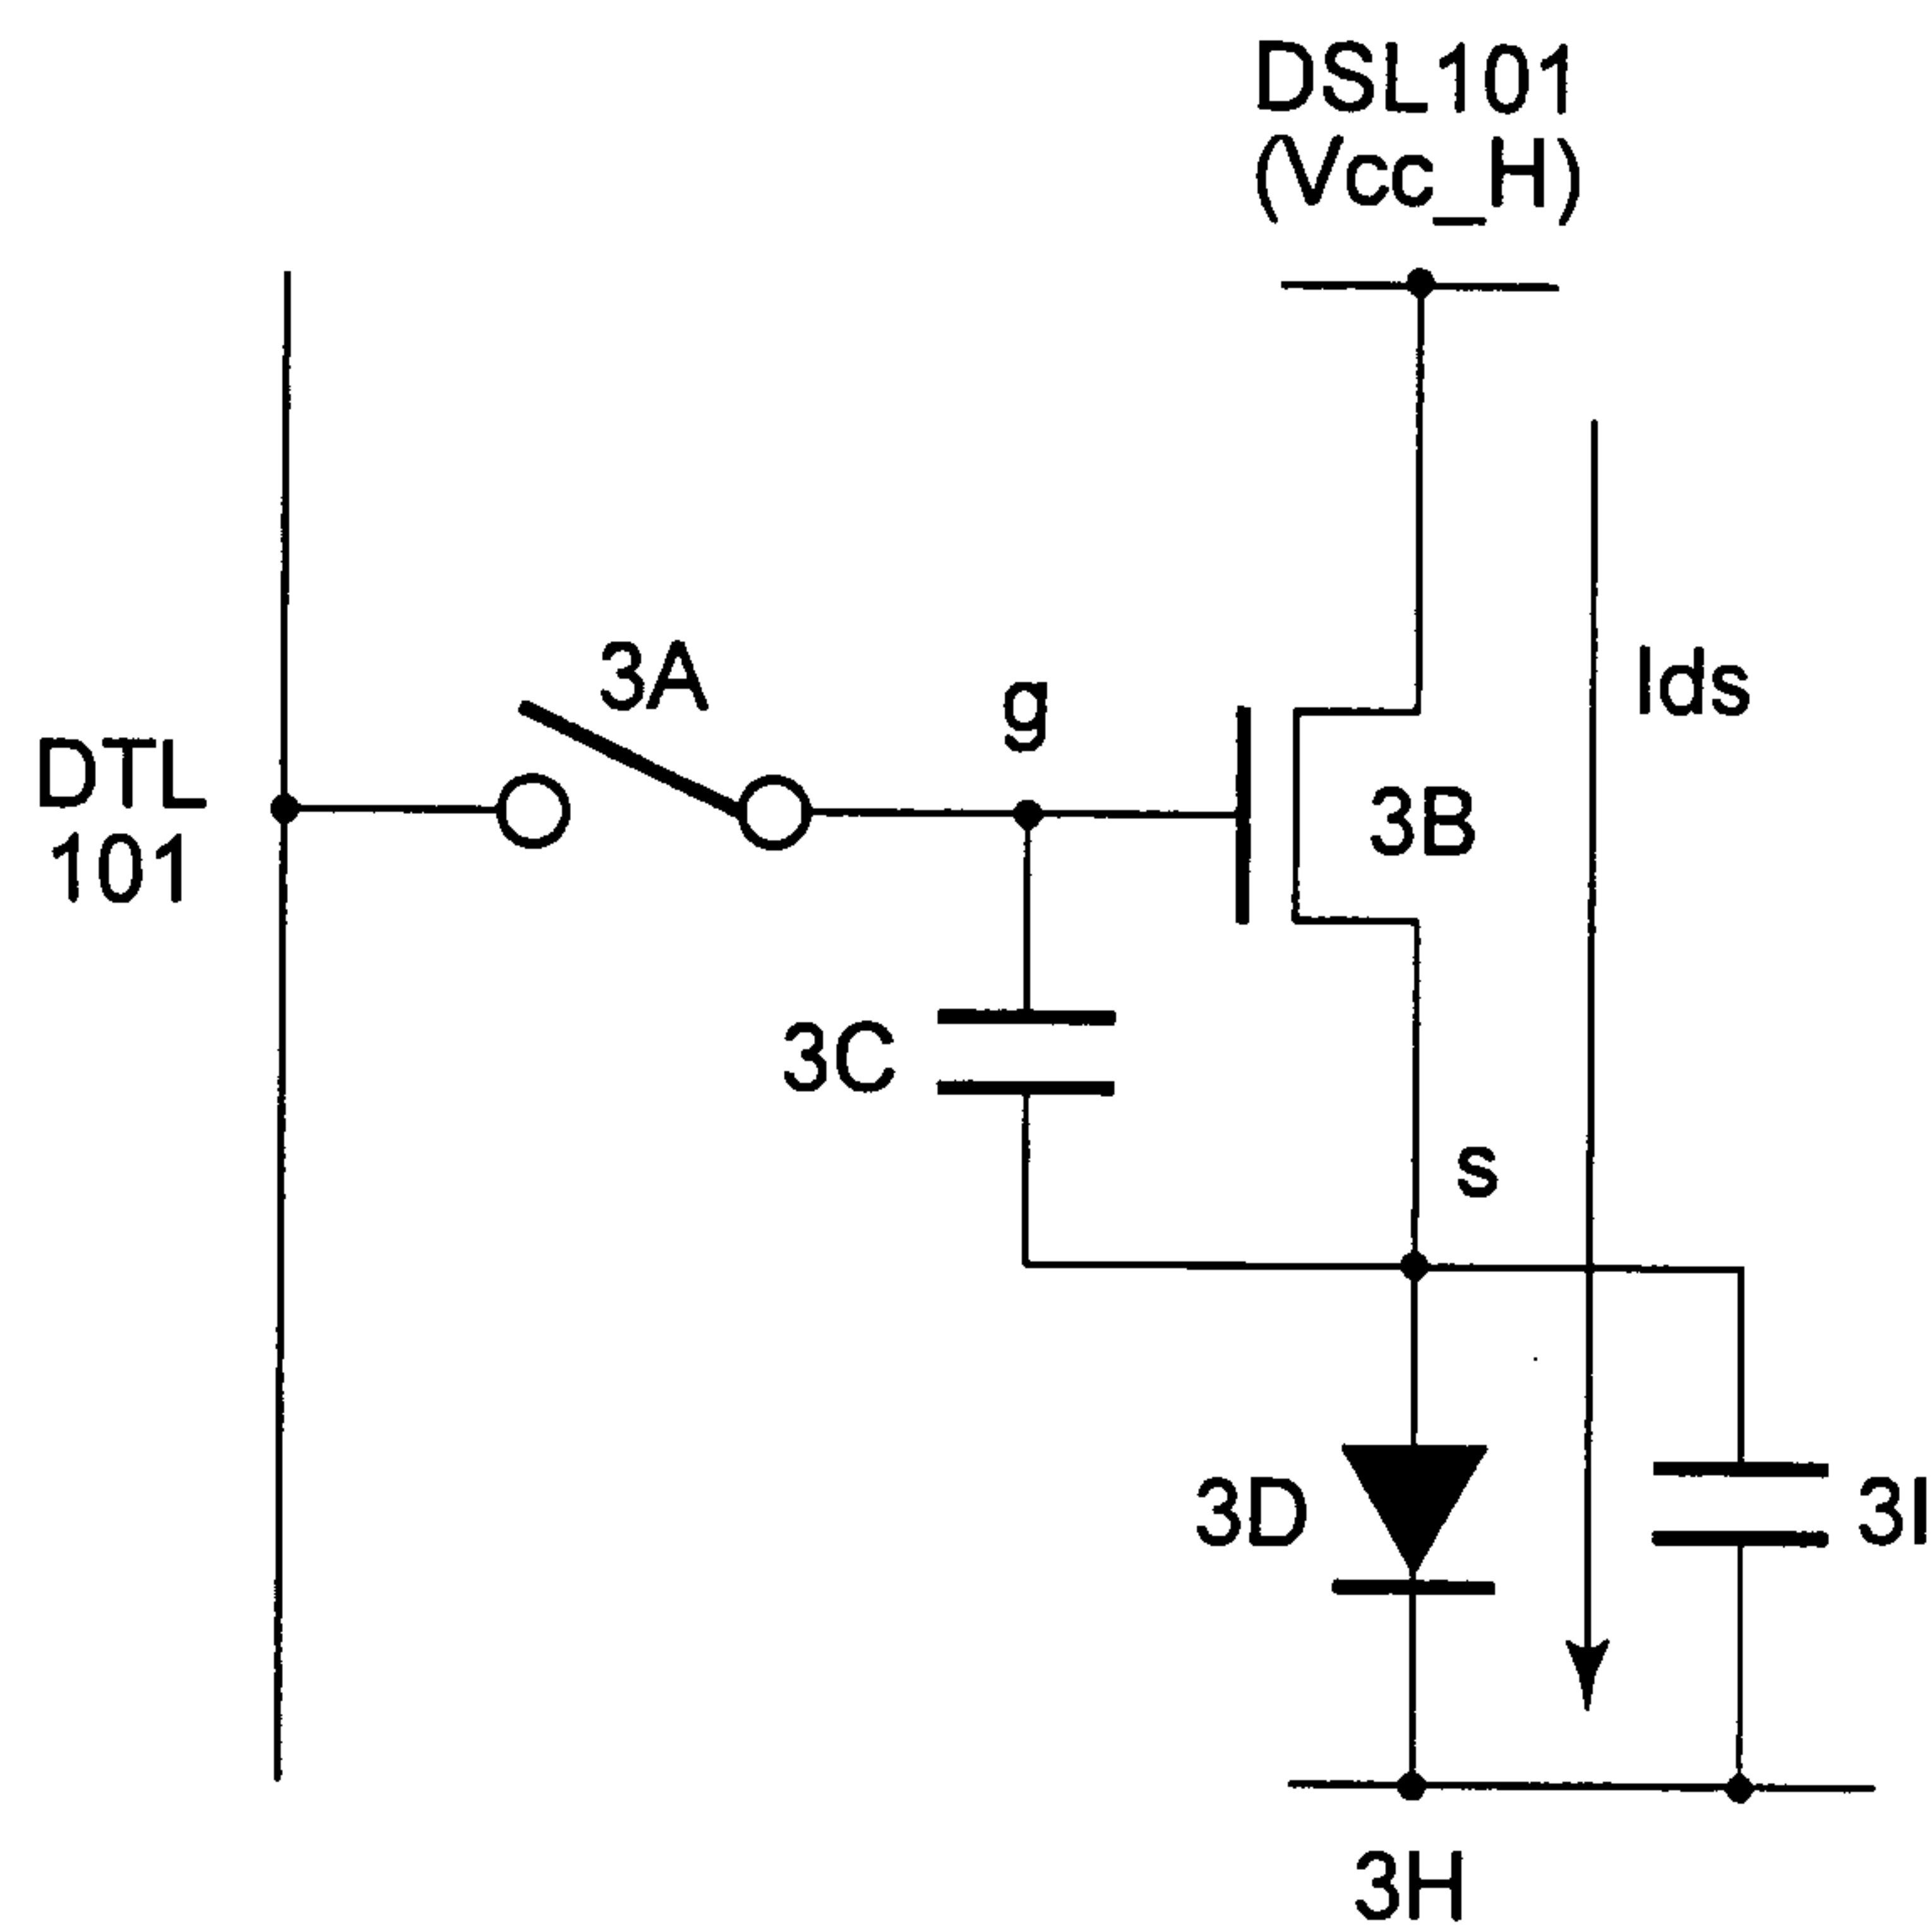 DSL101
(Vcc_H)
3A
g
Ids
DTL
101
3B
3C
s
3D
3I
3H